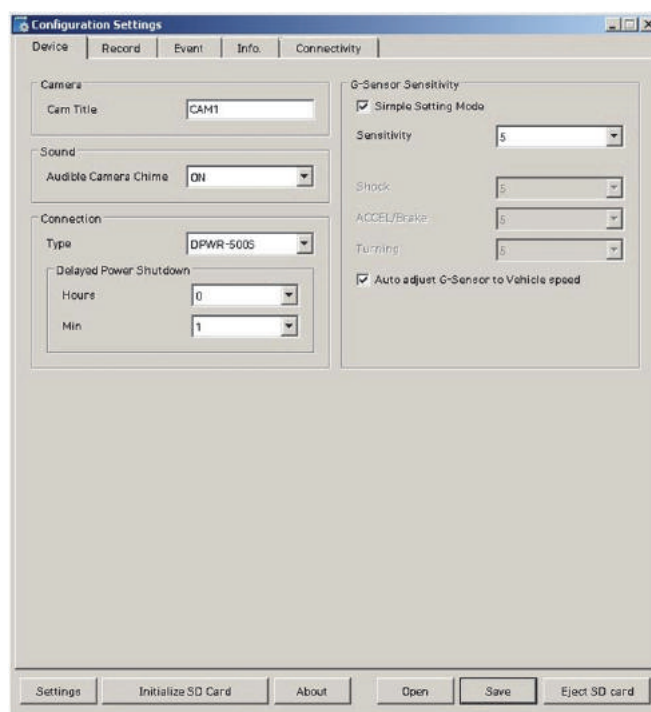 Configuration Settings
Device Record Event Info. Connectivity
Camera
Cam Title CAM1
Sound
Audible Camera Chime ON
Connection
Type DPWR-500S
Delayed Power Shutdown
Hours 0
Min 1
G-Sensor Sensitivity
Simple Setting Mode
Sensitivity 5
Shock 5
ACCEL/Brake 5
Turning 5
Auto adjust G-Sensor to Vehicle speed
Settings Initialize SD Card About Open Save Eject SD card